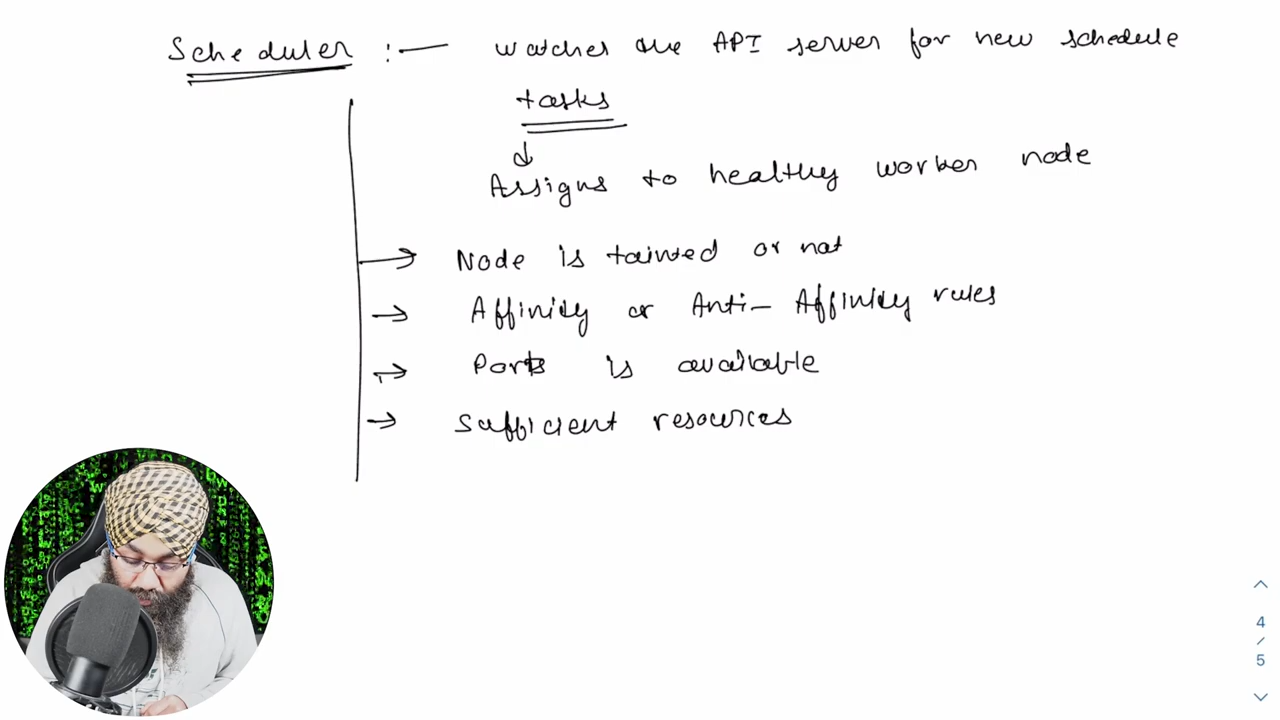 Scheduler :— watches the API server for new schedule
tasks
↓
Assigns to healthy worker node
→ Node is tainted or not
→ Affinity or Anti-Affinity rules
→ Ports is available
→ Sufficient resources
4
/
5